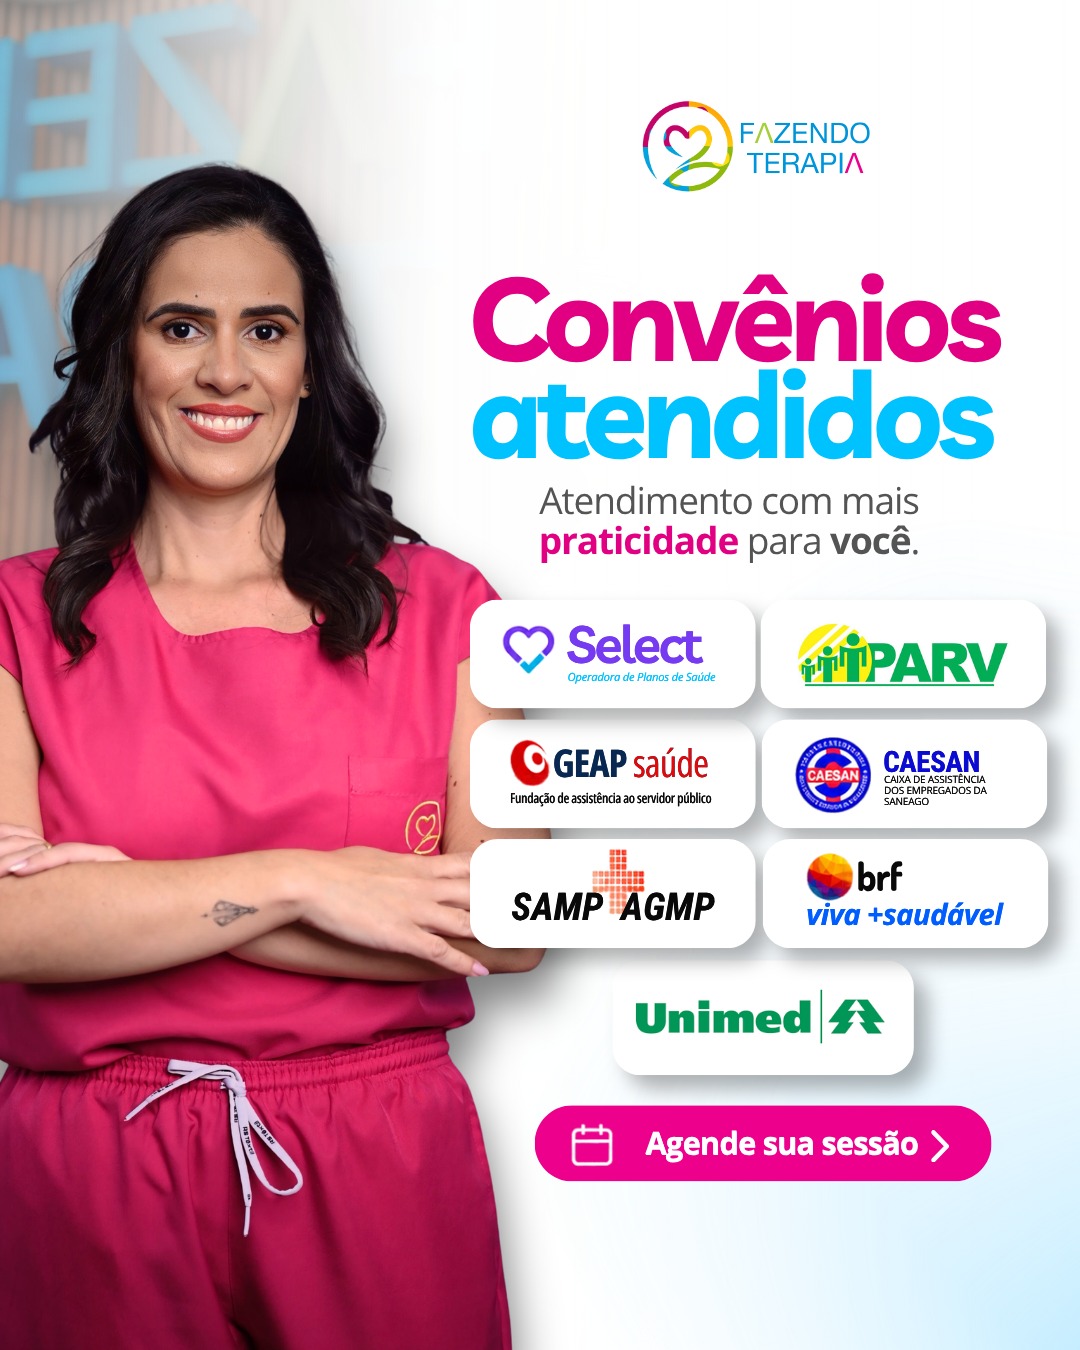 FAZENDO
TERAPIA
Convênios
atendidos
Atendimento com mais
praticidade para você.
Select
Operadora de Planos de Saúde
IPARV
GEAP saúde
Fundação de assistência ao servidor público
CAESAN
CAESAN
CAIXA DE ASSISTÊNCIA
DOS EMPREGADOS DA
SANEAGO
SAMP AGMP
brf
viva +saudável
Unimed
Agende sua sessão